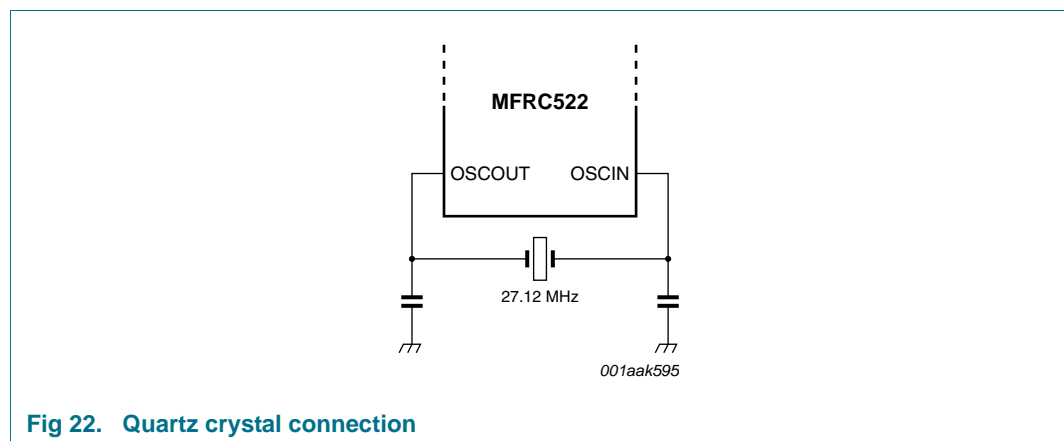 MFRC522
OSCOUT OSCIN
27.12 MHz
001aak595
Fig 22. Quartz crystal connection